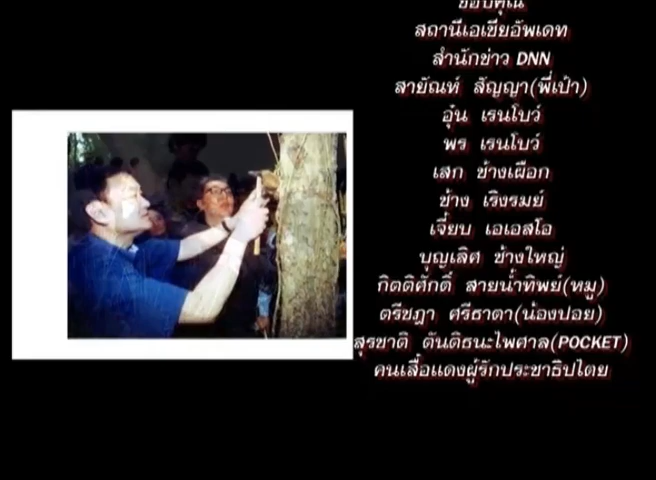 ขอบคุณ
สถานีเอเชียอัพเดท
สำนักข่าว DNN
สายัณห์ สัญญา(พี่เป้า)
อุ๋น เรนโบว์
พร เรนโบว์
เสก ช้างเผือก
ช้าง เริงรมย์
เจี๊ยบ เอเอสโอ
บุญเลิศ ช้างใหญ่
กิตติศักดิ์ สายน้ำทิพย์(หมู)
ตรีชฎา ศรีธาดา(น้องปอย)
สุรชาติ ตันติธนะไพศาล(POCKET)
คนเสื้อแดงผู้รักประชาธิปไตย